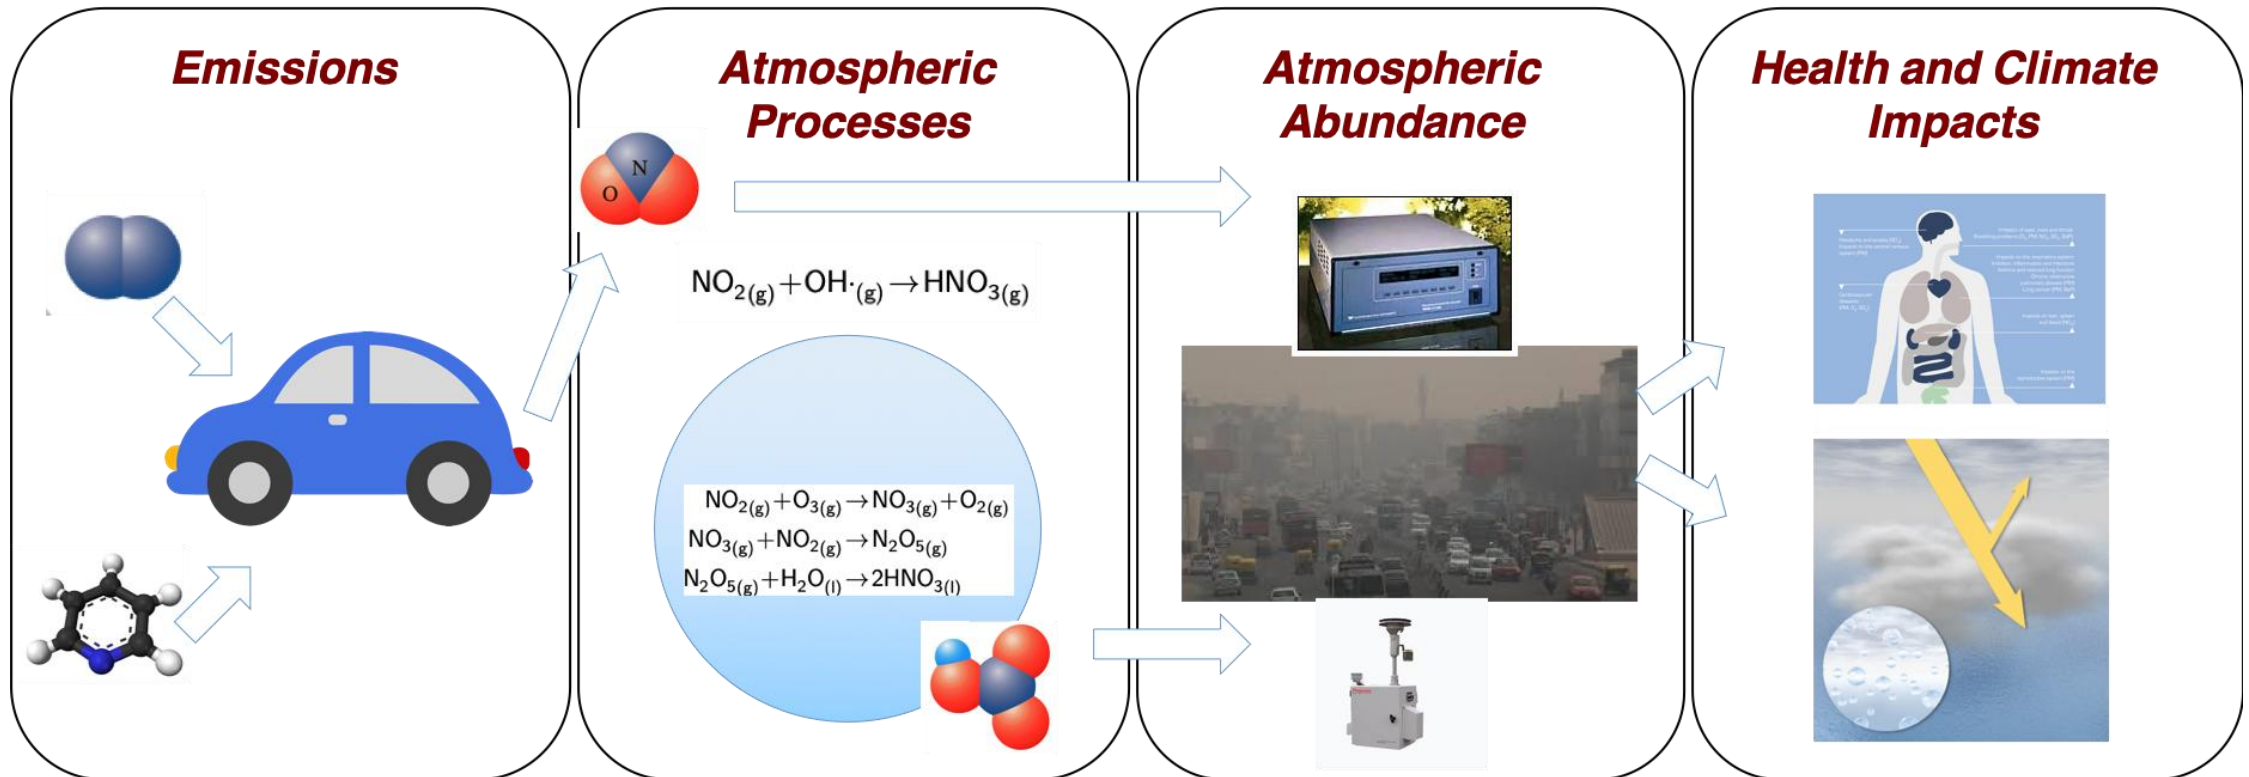 Emissions
Atmospheric
Processes
Atmospheric
Abundance
Health and Climate
Impacts
N
O
NO₂(g)+OH·(g)→HNO₃(g)
NO₂(g)+O₃(g)→NO₃(g)+O₂(g)
NO₃(g)+NO₂(g)→N₂O₅(g)
N₂O₅(g)+H₂O(l)→2HNO₃(l)